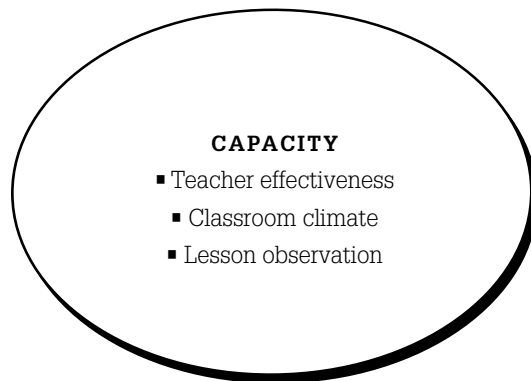 CAPACITY
▪ Teacher effectiveness
▪ Classroom climate
▪ Lesson observation